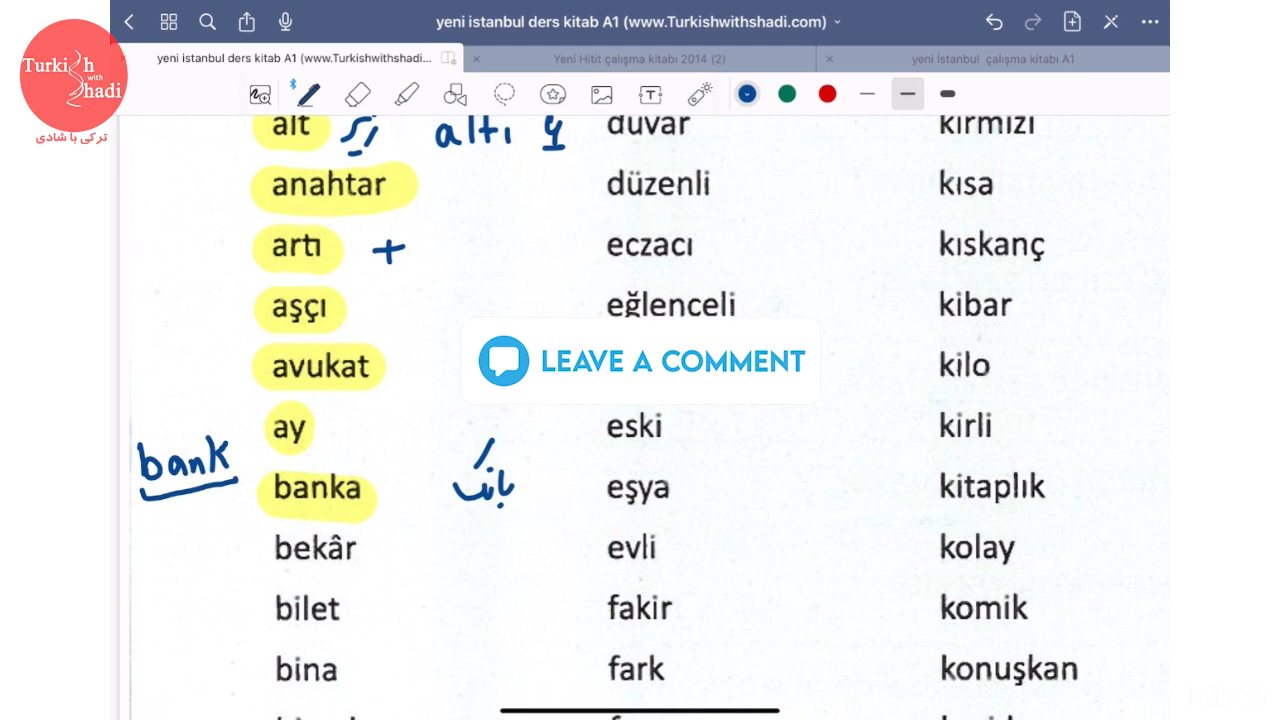 yeni istanbul ders kitab A1 (www.Turkishwithshadi.com)
yeni istanbul ders kitab A1 (www.Turkishwithshadi...
Yeni Hitit çalışma kitabı 2014 (2)
yeni İstanbul çalışma kitabı A1
Turkish with Shadi
ترکی با شادی
alt زیر altı ۶ duvar kırmızı
anahtar düzenli kısa
artı + eczacı kıskanç
aşçı eğlenceli kibar
avukat kilo
LEAVE A COMMENT
ay eski kirli
bank
banka بانک eşya kitaplık
bekâr evli kolay
bilet fakir komik
bina fark konuşkan